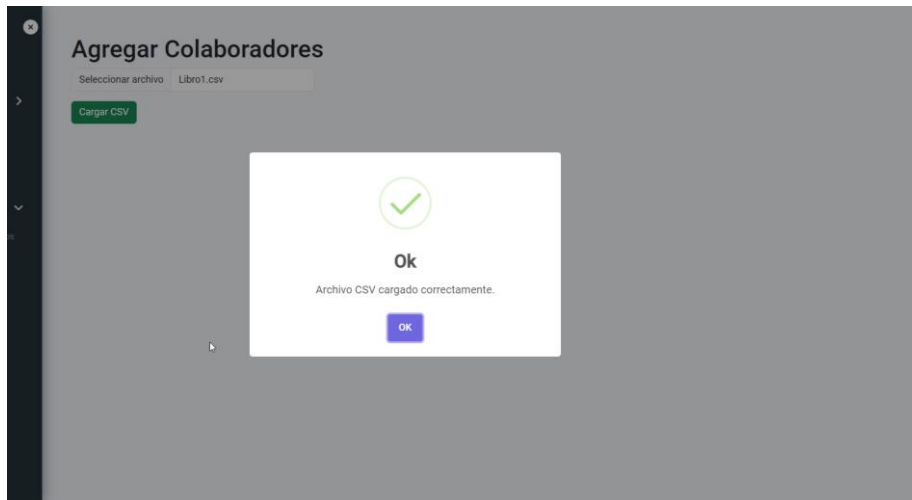 Agregar Colaboradores
Seleccionar archivo Libro1.csv
Cargar CSV
Ok
Archivo CSV cargado correctamente.
OK